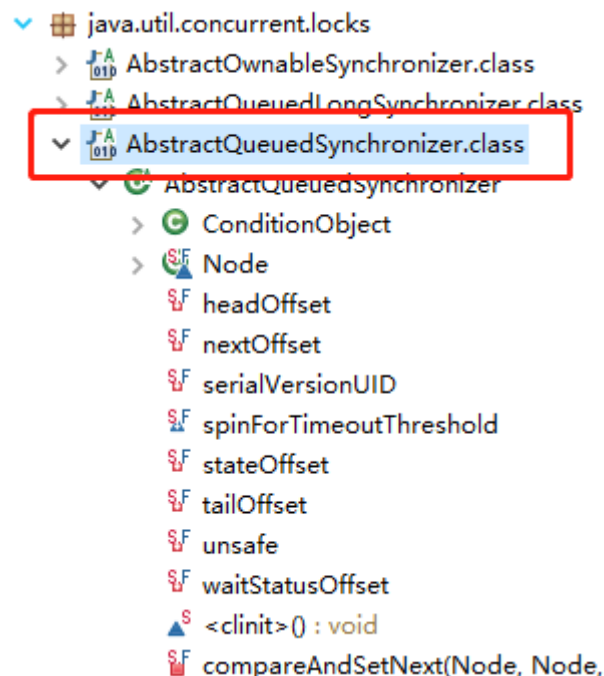 java.util.concurrent.locks
AbstractOwnableSynchronizer.class
AbstractQueuedLongSynchronizer.class
AbstractQueuedSynchronizer.class
AbstractQueuedSynchronizer
ConditionObject
Node
headOffset
nextOffset
serialVersionUID
spinForTimeoutThreshold
stateOffset
tailOffset
unsafe
waitStatusOffset
<clinit>() : void
compareAndSetNext(Node, Node,